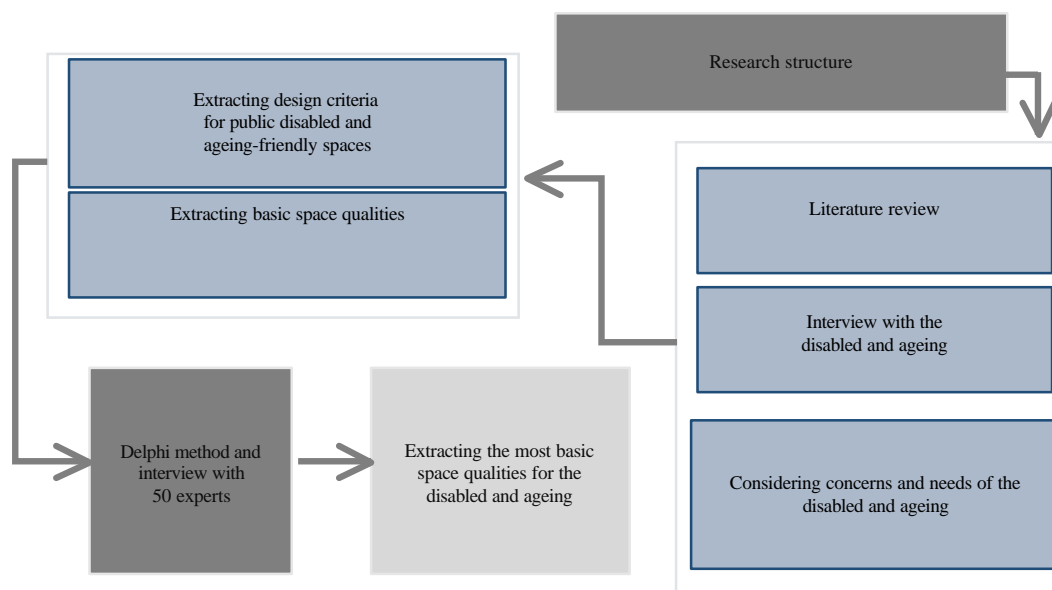 Research structure
Literature review
Interview with the
disabled and ageing
Considering concerns and needs of the
disabled and ageing
Extracting design criteria
for public disabled and
ageing-friendly spaces
Extracting basic space qualities
Delphi method and
interview with
50 experts
Extracting the most basic
space qualities for the
disabled and ageing